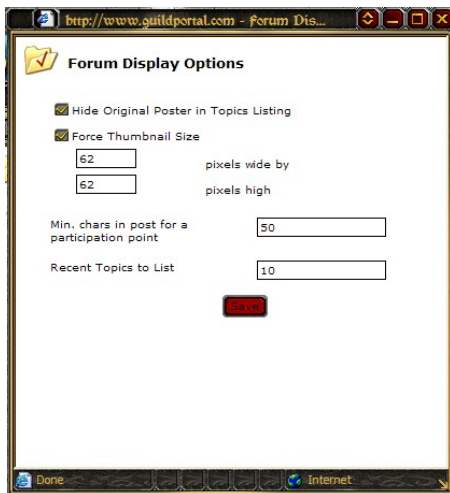 http://www.guildportal.com - Forum Dis...
Forum Display Options
Hide Original Poster in Topics Listing
Force Thumbnail Size
62
pixels wide by
62
pixels high
Min. chars in post for a
participation point
50
Recent Topics to List
10
Save
Done
Internet